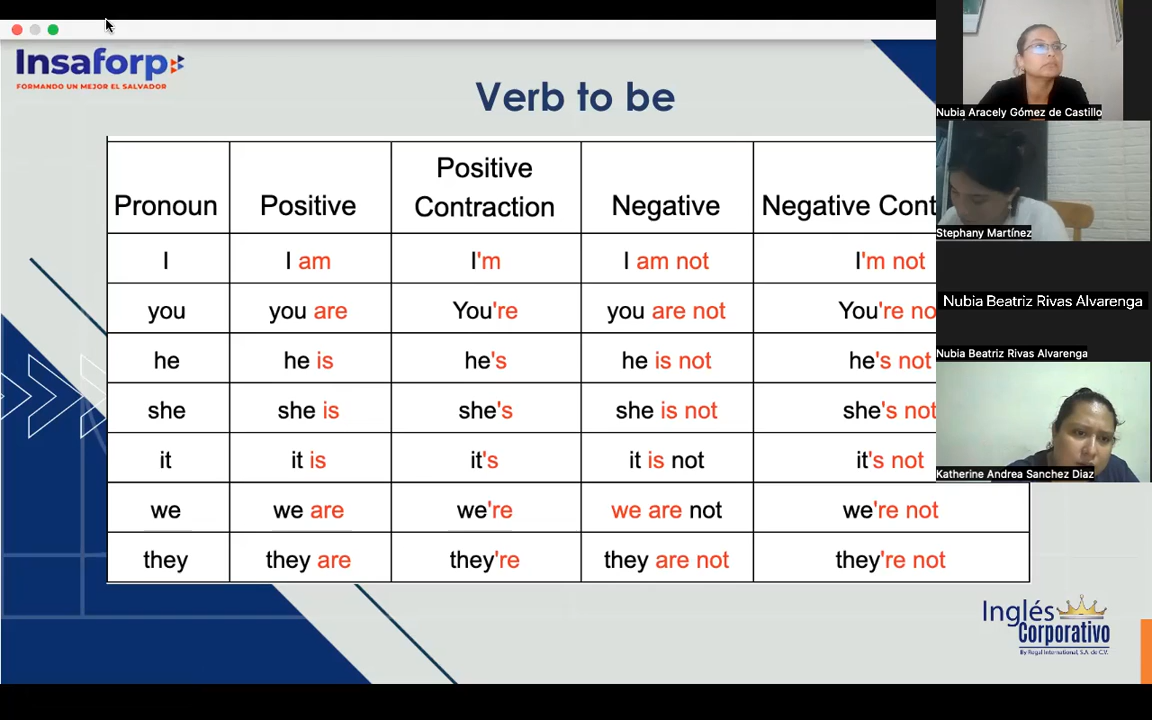 Insaforp
FORMANDO UN MEJOR EL SALVADOR
Verb to be
Pronoun Positive Positive Contraction Negative Negative Cont
I I am I'm I am not I'm not
you you are You're you are not You're no
he he is he's he is not he's not
she she is she's she is not she's not
it it is it's it is not it's not
we we are we're we are not we're not
they they are they're they are not they're not
Nubia Aracely Gómez de Castillo
Stephany Martínez
Nubia Beatriz Rivas Alvarenga
Nubia Beatriz Rivas Alvarenga
Katherine Andrea Sanchez Diaz
Inglés
Corporativo
By Regal International, S.A. de C.V.